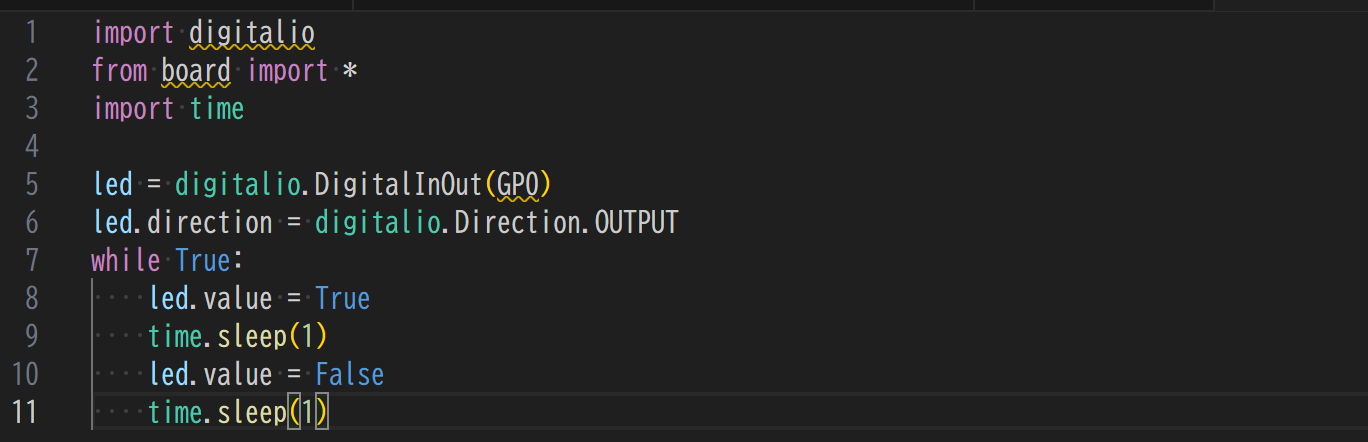 1 import digitalio
2 from board import *
3 import time
4
5 led = digitalio.DigitalInOut(GP0)
6 led.direction = digitalio.Direction.OUTPUT
7 while True:
8     led.value = True
9     time.sleep(1)
10     led.value = False
11     time.sleep(1)